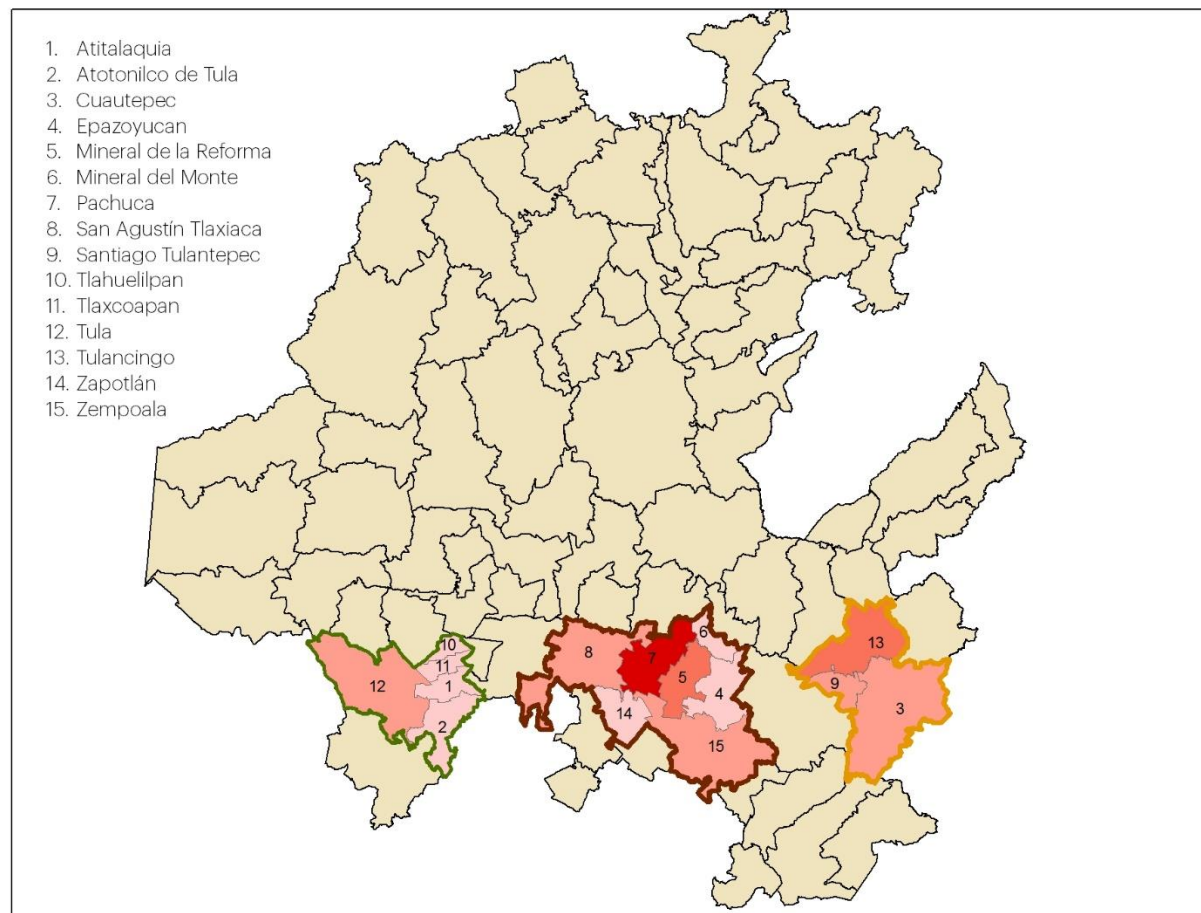 1. Atitalaquia
2. Atotonilco de Tula
3. Cuautepec
4. Epazoyucan
5. Mineral de la Reforma
6. Mineral del Monte
7. Pachuca
8. San Agustín Tlaxiaca
9. Santiago Tulantepec
10. Tlahuelilpan
11. Tlaxcoapan
12. Tula
13. Tulancingo
14. Zapotlán
15. Zempoala
6
10
13
8
7
11
5
9
12
1
4
3
14
2
15